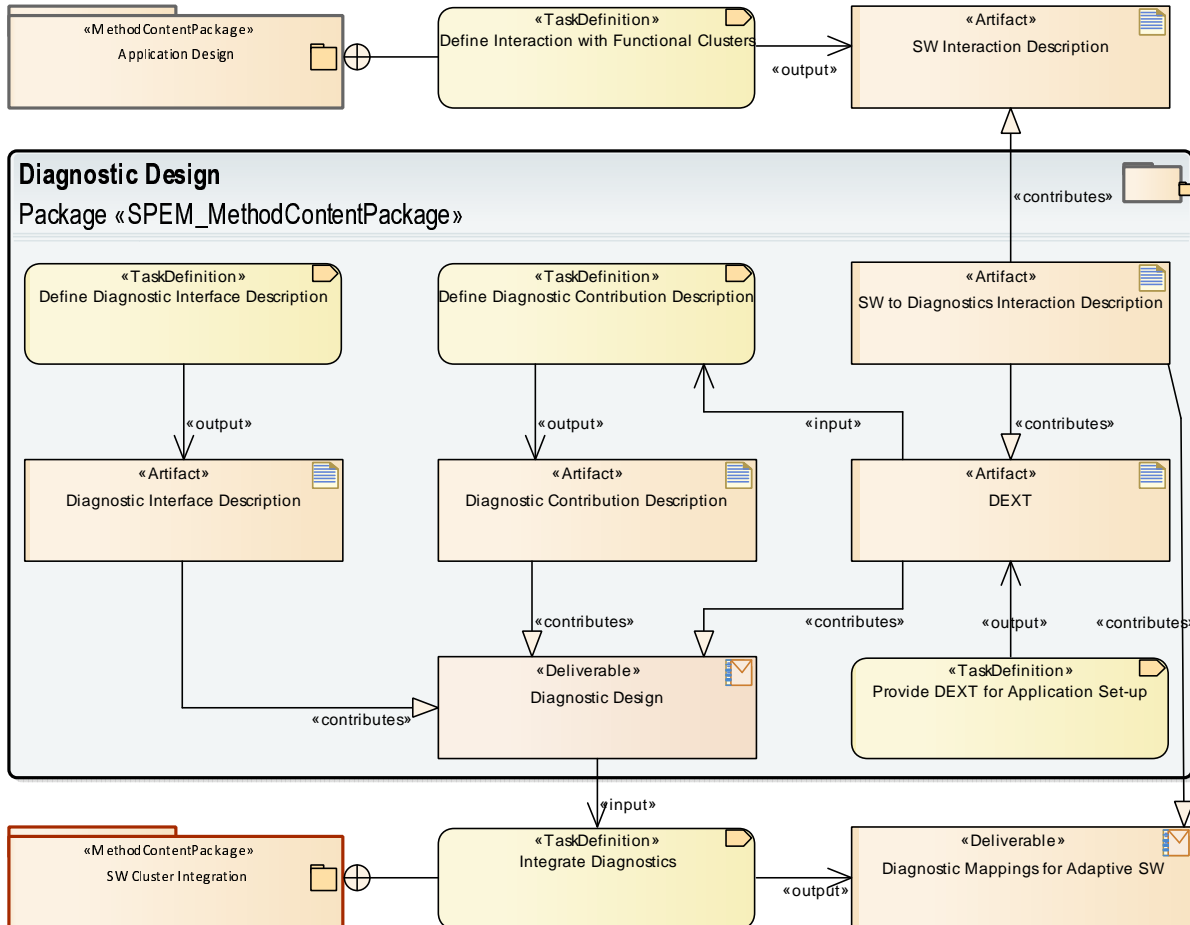 «MethodContentPackage»
Application Design
«TaskDefinition»
Define Interaction with Functional Clusters
«output»
«Artifact»
SW Interaction Description
Diagnostic Design
Package «SPEM_MethodContentPackage»
«contributes»
«TaskDefinition»
Define Diagnostic Interface Description
«TaskDefinition»
Define Diagnostic Contribution Description
«Artifact»
SW to Diagnostics Interaction Description
«output»
«output»
«input»
«contributes»
«Artifact»
Diagnostic Interface Description
«Artifact»
Diagnostic Contribution Description
«Artifact»
DEXT
«contributes»
«contributes»
«output»
«contributes»
«Deliverable»
Diagnostic Design
«TaskDefinition»
Provide DEXT for Application Set-up
«contributes»
«input»
«MethodContentPackage»
SW Cluster Integration
«TaskDefinition»
Integrate Diagnostics
«output»
«Deliverable»
Diagnostic Mappings for Adaptive SW